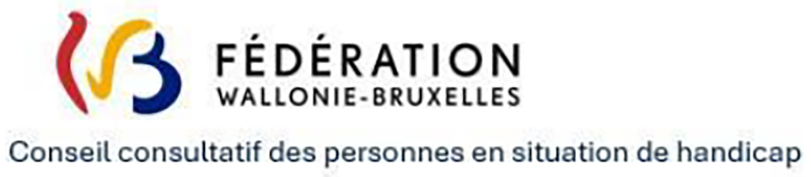 FÉDÉRATION
WALLONIE-BRUXELLES
Conseil consultatif des personnes en situation de handicap